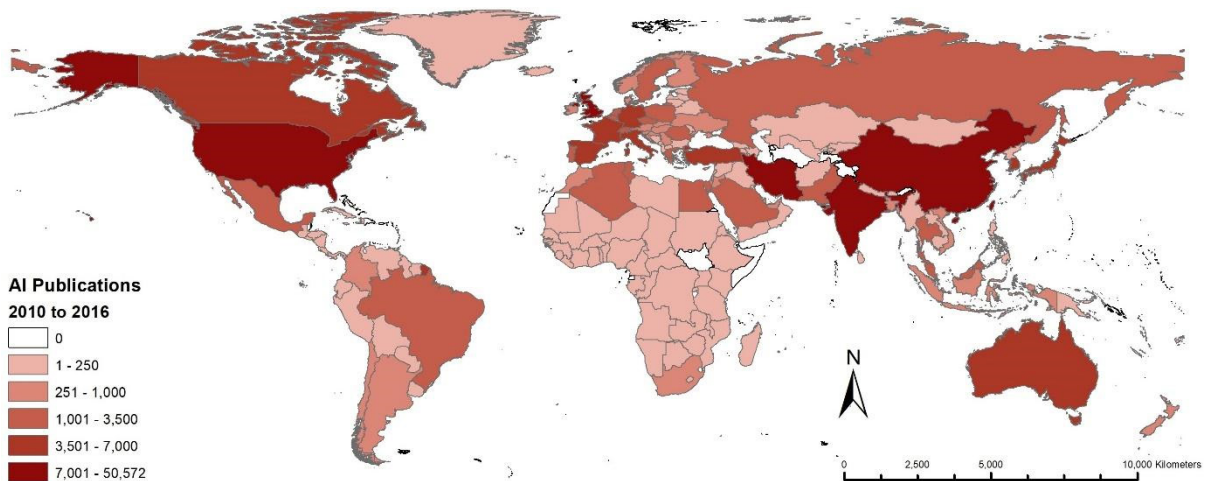 AI Publications
2010 to 2016
0
1 - 250
251 - 1,000
1,001 - 3,500
3,501 - 7,000
7,001 - 50,572
N
0 2,500 5,000 10,000 Kilometers